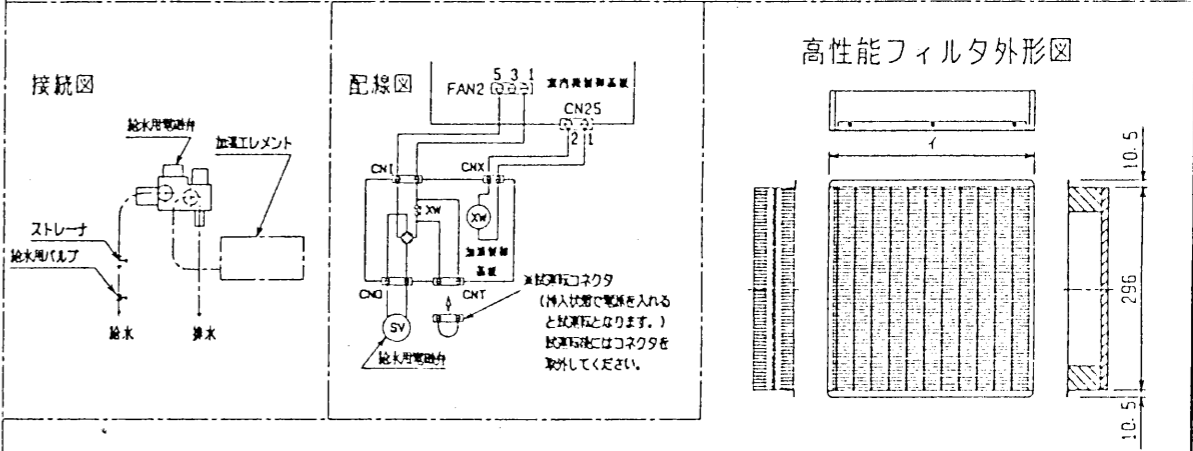 接続図
給水用電磁弁
加湿エレメント
ストレーナ
給水用バルブ
給水
排水
配線図
FAN2
5 3 1
室内機制御基板
CN25
2 1
CNI
CNX
XW
XW
加湿制御
基板
CNO
CNT
SV
給水用電磁弁
※試運転コネクタ
(挿入状態で電源を入れる
と試運転となります。)
試運転後にはコネクタを
取外してください。
高性能フィルタ外形図
イ
10.5
296
10.5